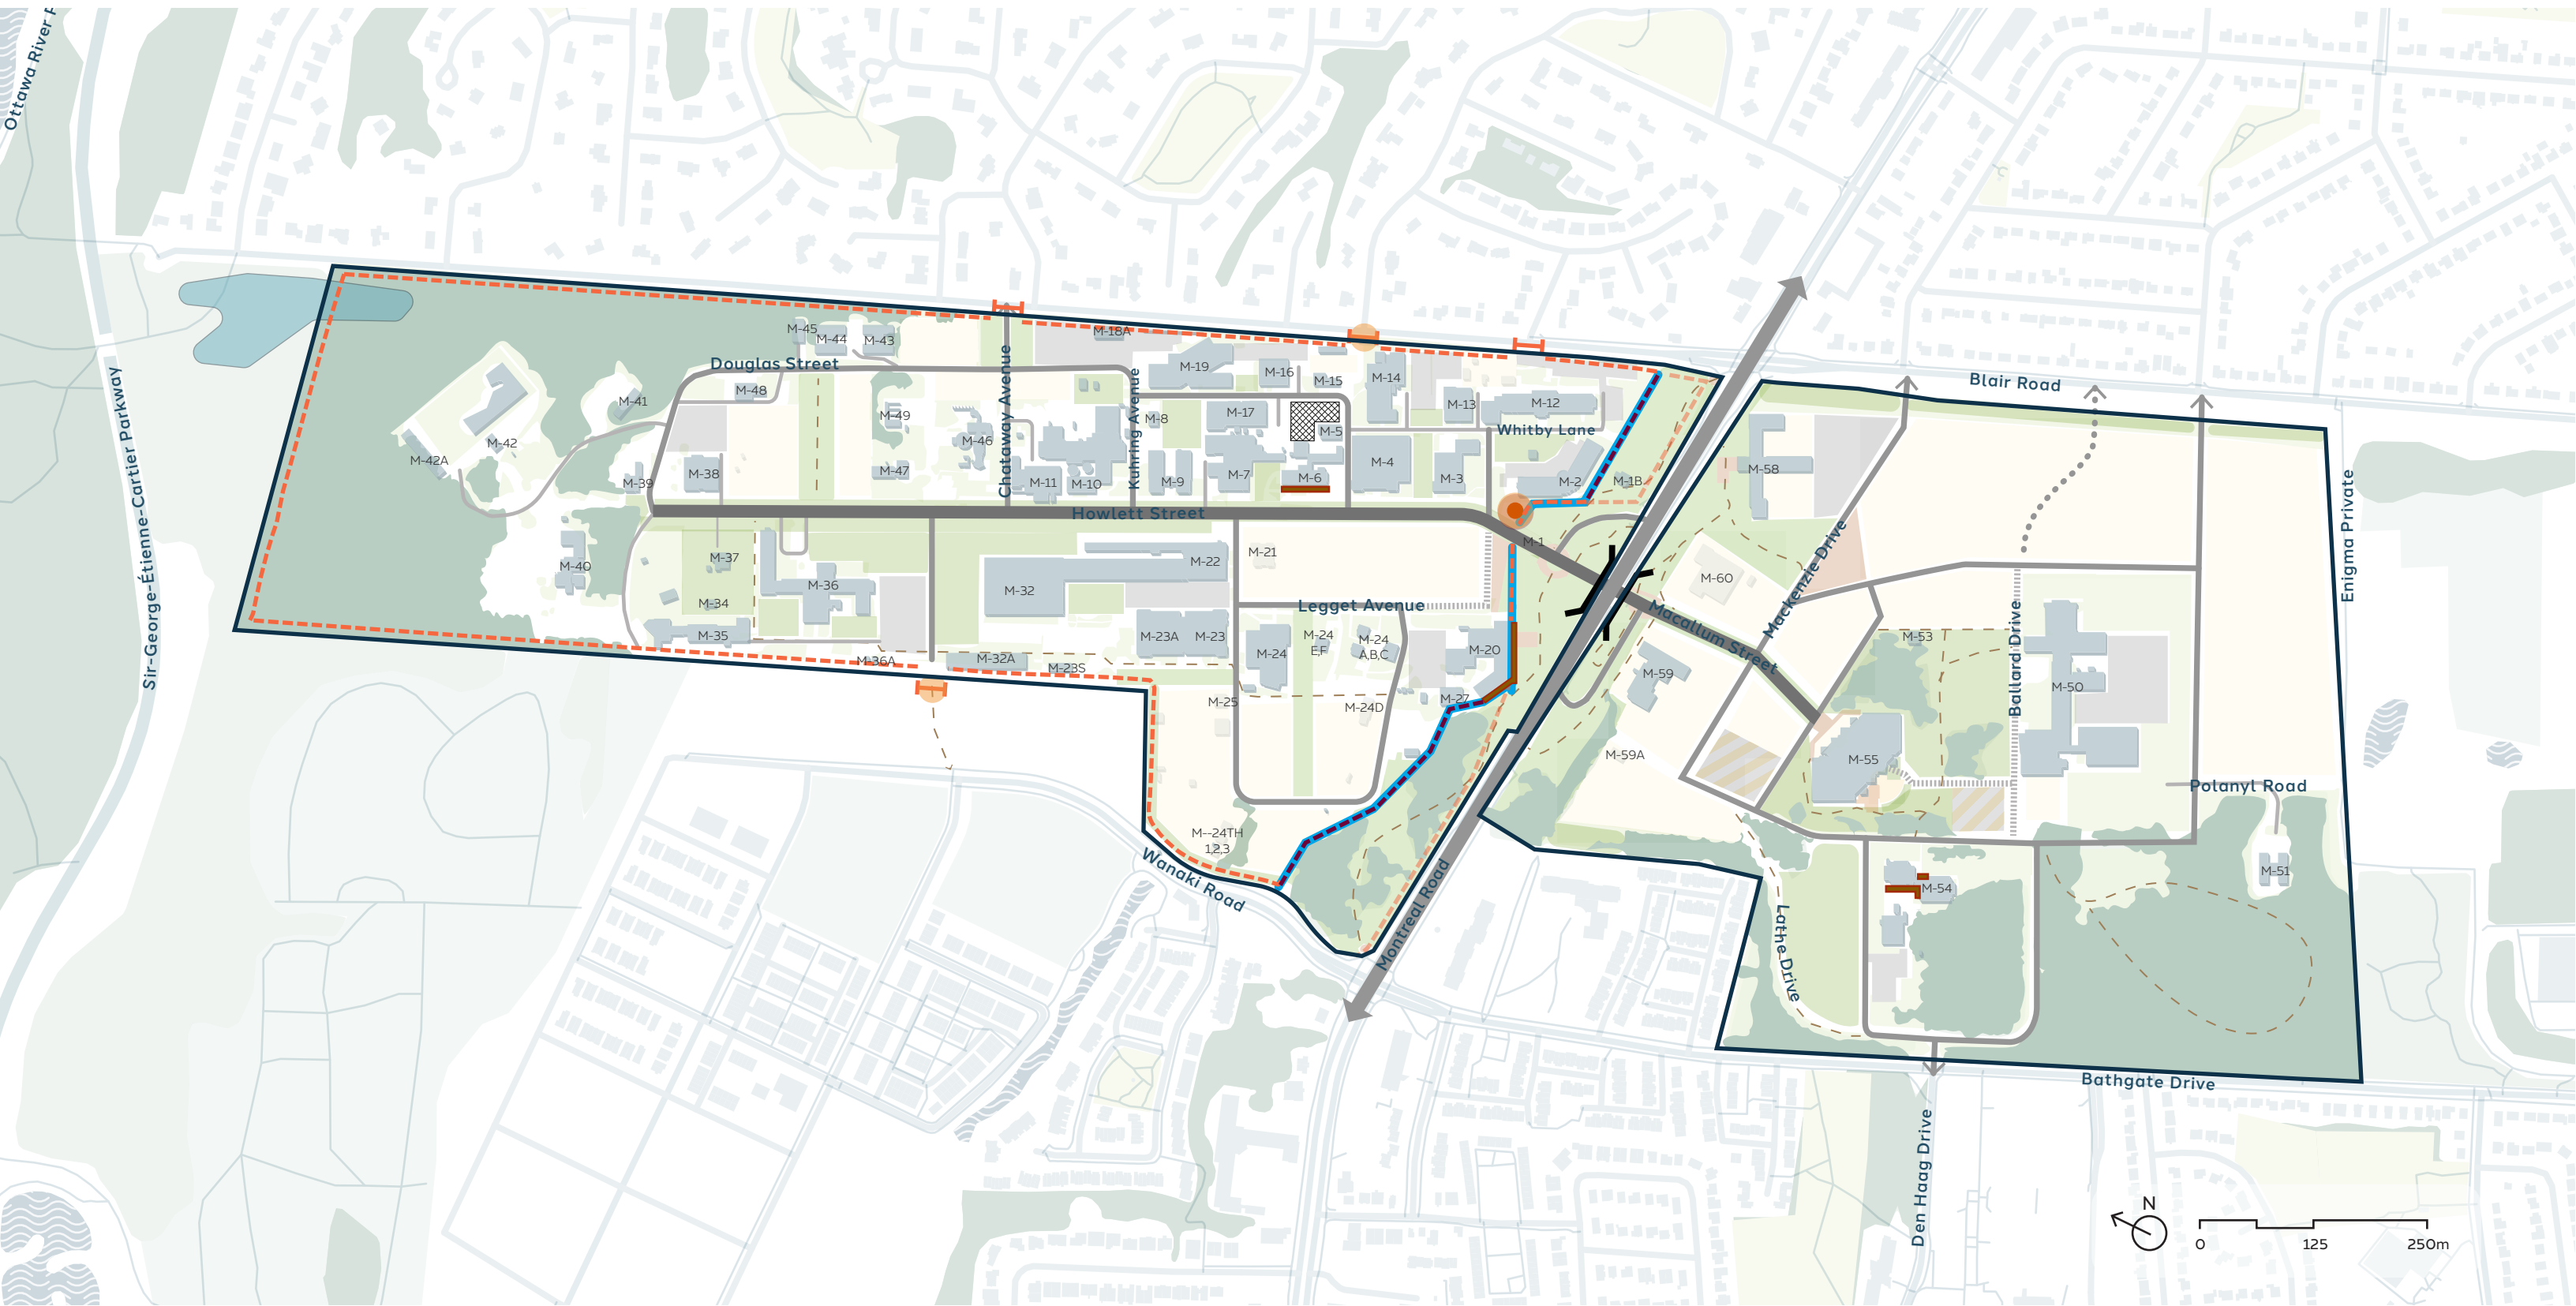 Ottawa River P
Sir-George-Étienne-Cartier Parkway
M-45
M-44
M-43
M-18A
Douglas Street
M-48
M-41
M-42
M-42A
M-39
M-38
M-49
M-46
M-47
Chataway Avenue
Kuhring Avenue
M-11
M-10
M-8
M-9
M-19
M-16
M-15
M-17
M-5
M-7
M-6
M-14
M-13
M-12
Whitby Lane
M-4
M-3
M-2
M-1B
Howlett Street
M-1
M-40
M-37
M-34
M-35
M-36
M-36A
M-32
M-32A
M-22
M-21
M-23A
M-23
M-23S
Legget Avenue
M-24
M-24
E,F
M-24
A,B,C
M-20
M-27
M-25
M-24D
M--24TH
1,2,3
Wanaki Road
Montreal Road
Blair Road
M-58
M-60
Mackenzie Drive
Macallum Street
M-59
M-59A
M-53
Ballard Drive
M-50
M-55
Enigma Private
Polanyl Road
M-51
M-54
Lathe Drive
Bathgate Drive
Den Haag Drive
N
0
125
250m